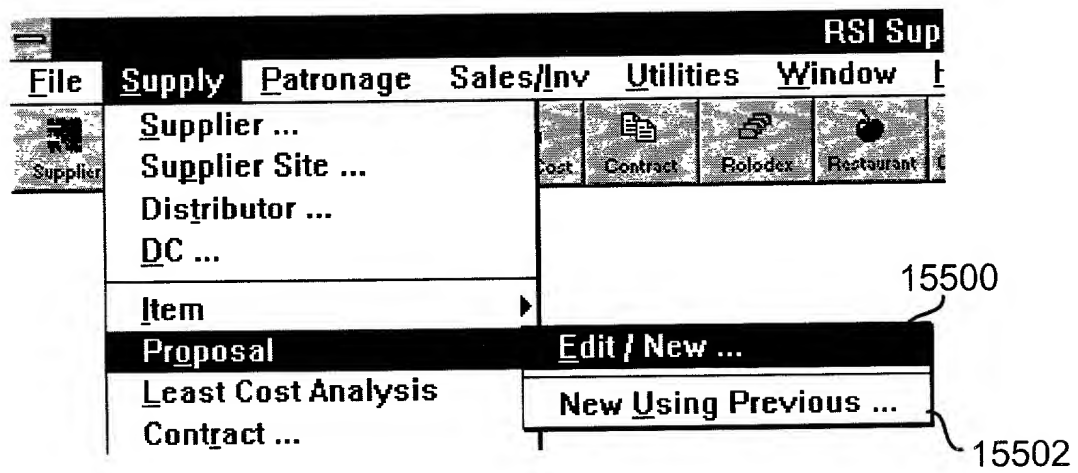 RSI Sup
File Supply Patronage Sales/Inv Utilities Window H
Supplier Cost Contract Rolodex Restaurant
Supplier ...
Supplier Site ...
Distributor ...
DC ...
15500
Item
Proposal Edit / New ...
Least Cost Analysis New Using Previous ...
Contract ...
15502